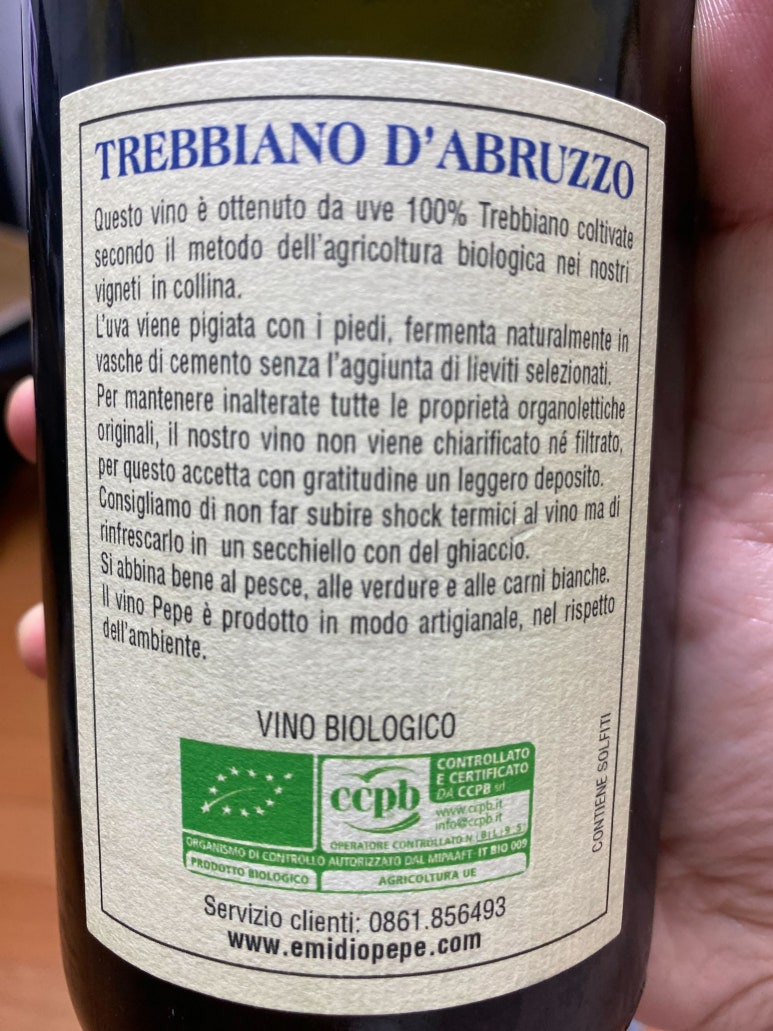 TREBBIANO D'ABRUZZO
Questo vino è ottenuto da uve 100% Trebbiano coltivate
secondo il metodo dell'agricoltura biologica nei nostri
vigneti in collina.
L'uva viene pigiata con i piedi, fermenta naturalmente in
vasche di cemento senza l'aggiunta di lieviti selezionati.
Per mantenere inalterate tutte le proprietà organolettiche
originali, il nostro vino non viene chiarificato né filtrato,
per questo accetta con gratitudine un leggero deposito.
Consigliamo di non far subire shock termici al vino ma di
rinfrescarlo in un secchiello con del ghiaccio.
Si abbina bene al pesce, alle verdure e alle carni bianche.
Il vino Pepe è prodotto in modo artigianale, nel rispetto
dell'ambiente.
VINO BIOLOGICO
ccpb
CONTROLLATO
E CERTIFICATO
DA CCPB srl
www.ccpb.it
info@ccpb.it
OPERATORE CONTROLLATO N
ORGANISMO DI CONTROLLO AUTORIZZATO DAL MIPAAFT IT BIO 009
PRODOTTO BIOLOGICO
AGRICOLTURA UE
CONTIENE SOLFITI
Servizio clienti: 0861.856493
www.emidiopepe.com